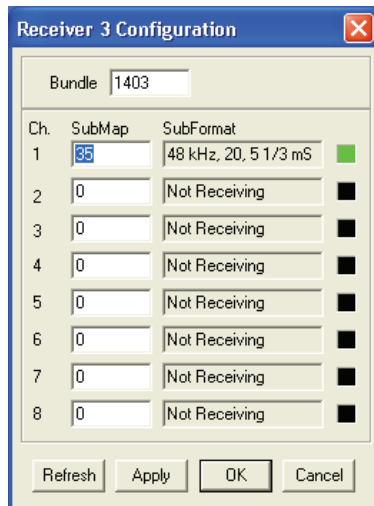 Receiver 3 Configuration
Bundle 1403
Ch. SubMap SubFormat
1 35 48 kHz, 20, 5 1/3 mS
2 0 Not Receiving
3 0 Not Receiving
4 0 Not Receiving
5 0 Not Receiving
6 0 Not Receiving
7 0 Not Receiving
8 0 Not Receiving
Refresh Apply OK Cancel